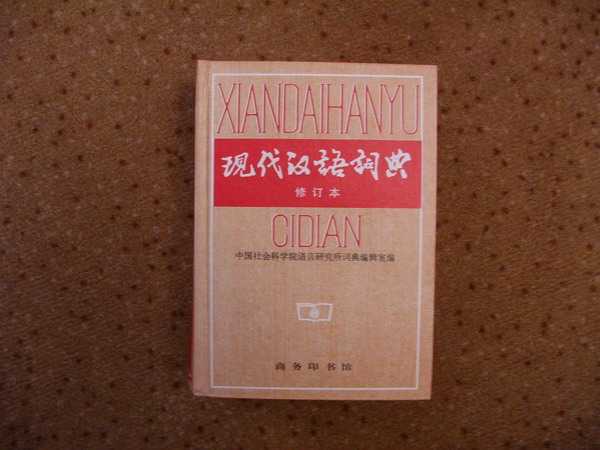 XIANDAIHANYU
现代汉语词典
修订本
CIDIAN
中国社会科学院语言研究所词典编辑室编
商务印书馆